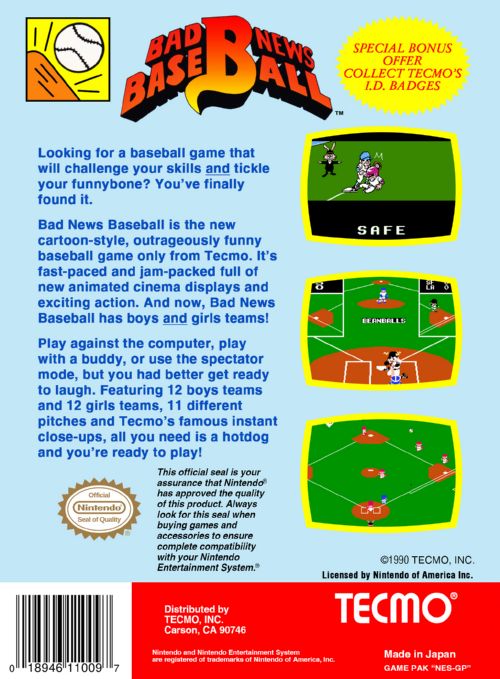 BAD NEWS
BASEBALL
™
SPECIAL BONUS
OFFER
COLLECT TECMO'S
I.D. BADGES
Looking for a baseball game that
will challenge your skills and tickle
your funnybone? You've finally
found it.
Bad News Baseball is the new
cartoon-style, outrageously funny
baseball game only from Tecmo. It's
fast-paced and jam-packed full of
new animated cinema displays and
exciting action. And now, Bad News
Baseball has boys and girls teams!
Play against the computer, play
with a buddy, or use the spectator
mode, but you had better get ready
to laugh. Featuring 12 boys teams
and 12 girls teams, 11 different
pitches and Tecmo's famous instant
close-ups, all you need is a hotdog
and you're ready to play!
SAFE
BEANBALLS
This official seal is your
assurance that Nintendo®
has approved the quality
of this product. Always
look for this seal when
buying games and
accessories to ensure
complete compatibility
with your Nintendo
Entertainment System.®
Official
Nintendo
Seal of Quality
®
©1990 TECMO, INC.
Licensed by Nintendo of America Inc.
Distributed by
TECMO, INC.
Carson, CA 90746
TECMO®
Nintendo and Nintendo Entertainment System
are registered of trademarks of Nintendo of America, Inc.
Made in Japan
GAME PAK "NES-GP"
0 18946 11009 7